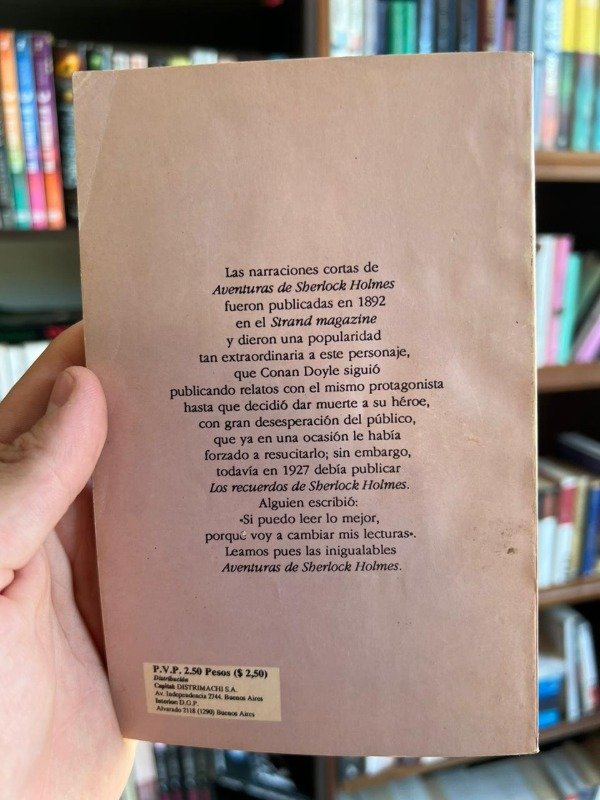 Las narraciones cortas de
Aventuras de Sherlock Holmes
fueron publicadas en 1892
en el Strand magazine
y dieron una popularidad
tan extraordinaria a este personaje,
que Conan Doyle siguió
publicando relatos con el mismo protagonista
hasta que decidió dar muerte a su héroe,
con gran desesperación del público,
que ya en una ocasión le había
forzado a resucitarlo; sin embargo,
todavía en 1927 debía publicar
Los recuerdos de Sherlock Holmes.
Alguien escribió:
«Si puedo leer lo mejor,
porqué voy a cambiar mis lecturas».
Leamos pues las inigualables
Aventuras de Sherlock Holmes.
P.V.P. 2.50 Pesos ($ 2,50)
Distribución
Capital: DISTRIMACHI S.A.
Av. Independencia 2744. Buenos Aires
Interior: D.G.P.
Alvarado 2118 (1290) Buenos Aires